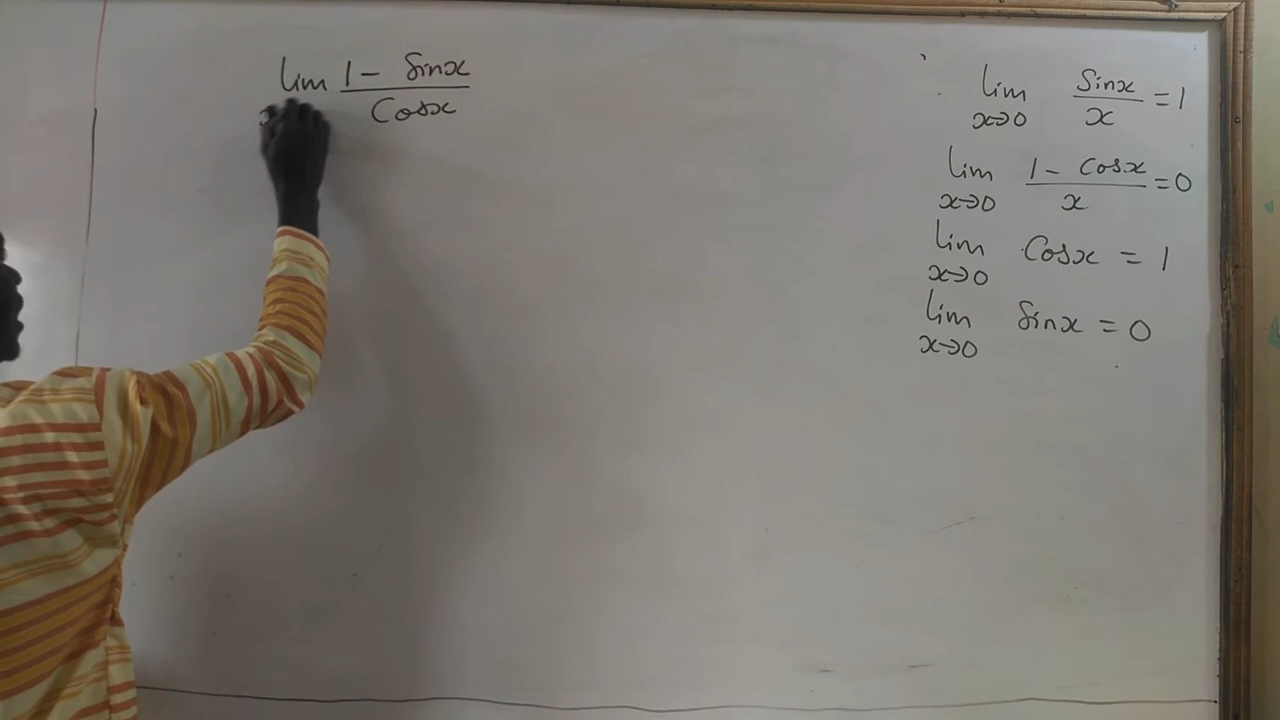 lim 1 - Sinx / Cosx
x
lim Sinx / x = 1
x→0
lim 1 - Cosx / x = 0
x→0
lim Cosx = 1
x→0
lim Sinx = 0
x→0